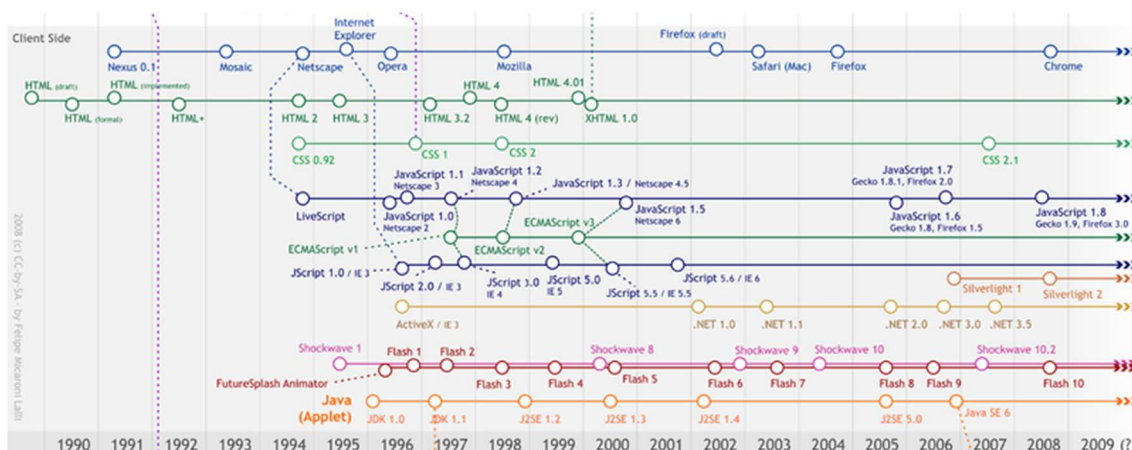 Client Side
Internet
Explorer
Firefox (draft)
Nexus 0.1
Mosaic
Netscape
Opera
Mozilla
Safari (Mac)
Firefox
Chrome
HTML (draft)
HTML (implemented)
HTML 4
HTML 4.01
HTML (formal)
HTML+
HTML 2
HTML 3
HTML 3.2
HTML 4 (rev)
XHTML 1.0
CSS 0.92
CSS 1
CSS 2
CSS 2.1
JavaScript 1.1
Netscape 3
JavaScript 1.2
Netscape 4
JavaScript 1.3 / Netscape 4.5
JavaScript 1.7
Gecko 1.8.1, Firefox 2.0
LiveScript
JavaScript 1.0
Netscape 2
JavaScript 1.5
Netscape 6
JavaScript 1.6
Gecko 1.8, Firefox 1.5
JavaScript 1.8
Gecko 1.9, Firefox 3.0
ECMAScript v1
ECMAScript v2
ECMAScript v3
JScript 1.0 / IE 3
JScript 2.0 / IE 3
JScript 3.0
IE 4
JScript 5.0
IE 5
JScript 5.5 / IE 5.5
JScript 5.6 / IE 6
Silverlight 1
Silverlight 2
ActiveX / IE 3
.NET 1.0
.NET 1.1
.NET 2.0
.NET 3.0
.NET 3.5
Shockwave 1
Shockwave 8
Shockwave 9
Shockwave 10
Shockwave 10.2
FutureSplash Animator
Flash 1
Flash 2
Flash 3
Flash 4
Flash 5
Flash 6
Flash 7
Flash 8
Flash 9
Flash 10
Java
(Applet)
JDK 1.0
JDK 1.1
J2SE 1.2
J2SE 1.3
J2SE 1.4
J2SE 5.0
Java SE 6
1990 1991 1992 1993 1994 1995 1996 1997 1998 1999 2000 2001 2002 2003 2004 2005 2006 2007 2008 2009 (?
2008 (c) CC-by-SA - by Felipe Micaroni Lalli